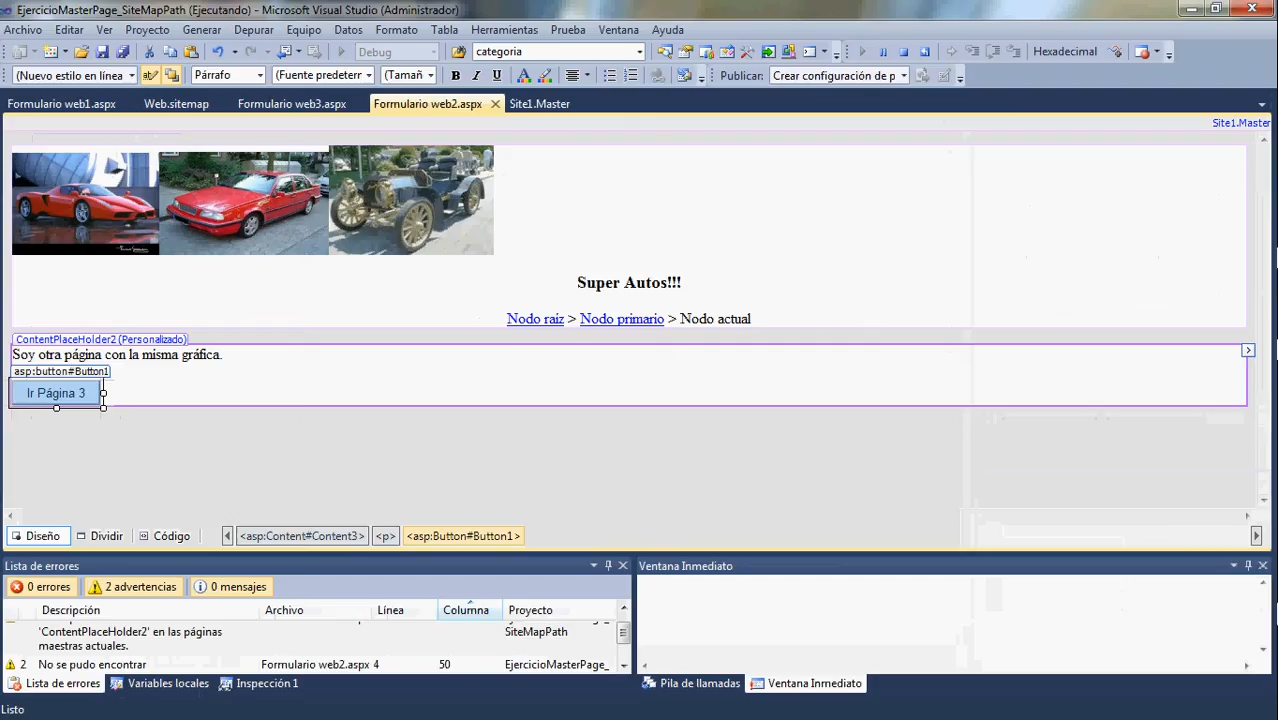 EjercicioMasterPage_SiteMapPath (Ejecutando) - Microsoft Visual Studio (Administrador)
Archivo Editar Ver Proyecto Generar Depurar Equipo Datos Formato Tabla Herramientas Prueba Ventana Ayuda
Debug categoria Hexadecimal
(Nuevo estilo en línea Párrafo (Fuente predeterr (Tamañ B I U A Publicar: Crear configuración de p
Formulario web1.aspx Web.sitemap Formulario web3.aspx Formulario web2.aspx Site1.Master
Site1.Master
Super Autos!!!
Nodo raíz > Nodo primario > Nodo actual
ContentPlaceHolder2 (Personalizado)
Soy otra página con la misma gráfica.
asp:button#Button1
Ir Página 3
Diseño Dividir Código <asp:Content#Content3> <p> <asp:Button#Button1>
Lista de errores Ventana Inmediato
0 errores 2 advertencias 0 mensajes
Descripción Archivo Línea Columna Proyecto
'ContentPlaceHolder2' en las páginas SiteMapPath
maestras actuales.
2 No se pudo encontrar Formulario web2.aspx 4 50 EjercicioMasterPage_
Lista de errores Variables locales Inspección 1 Pila de llamadas Ventana Inmediato
Listo